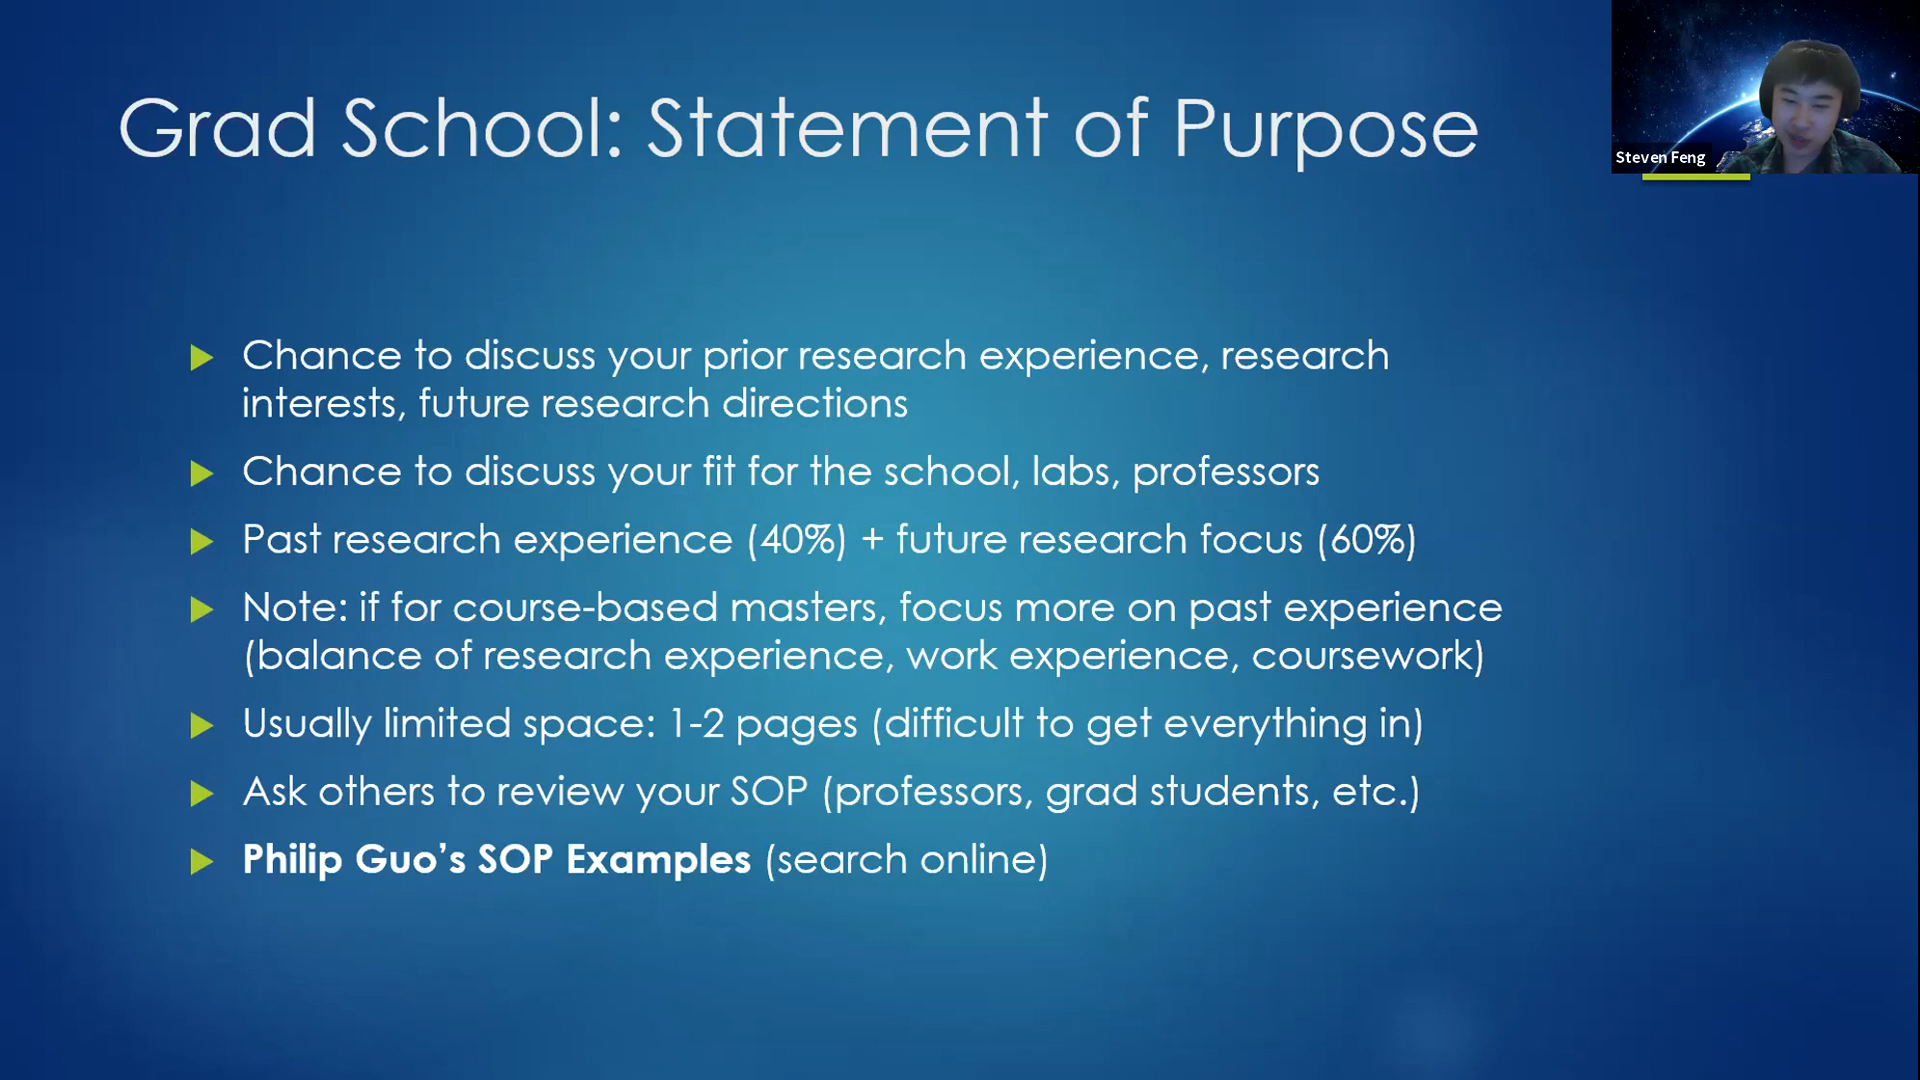 Grad School: Statement of Purpose
Steven Feng
Chance to discuss your prior research experience, research
interests, future research directions
Chance to discuss your fit for the school, labs, professors
Past research experience (40%) + future research focus (60%)
Note: if for course-based masters, focus more on past experience
(balance of research experience, work experience, coursework)
Usually limited space: 1-2 pages (difficult to get everything in)
Ask others to review your SOP (professors, grad students, etc.)
Philip Guo’s SOP Examples (search online)